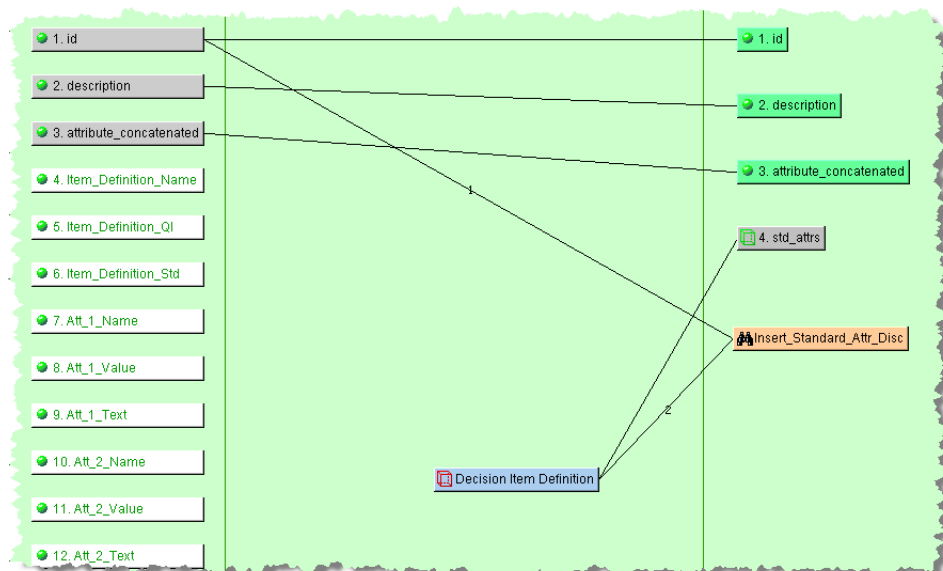 1. id
2. description
3. attribute_concatenated
4. Item_Definition_Name
5. Item_Definition_QI
6. Item_Definition_Std
7. Att_1_Name
8. Att_1_Value
9. Att_1_Text
10. Att_2_Name
11. Att_2_Value
12. Att_2_Text
1
2
Decision Item Definition
1. id
2. description
3. attribute_concatenated
4. std_attrs
Insert_Standard_Attr_Disc